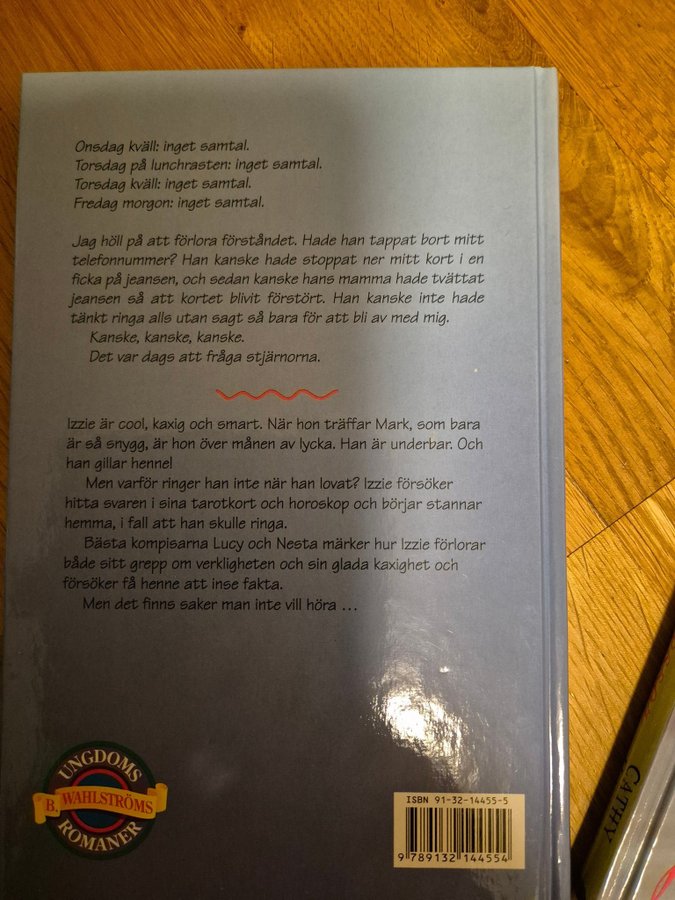 Onsdag kväll: inget samtal.
Torsdag på lunchrasten: inget samtal.
Torsdag kväll: inget samtal.
Fredag morgon: inget samtal.
Jag höll på att förlora förståndet. Hade han tappat bort mitt
telefonnummer? Han kanske hade stoppat ner mitt kort i en
ficka på jeansen, och sedan kanske hans mamma hade tvättat
jeansen så att kortet blivit förstört. Han kanske inte hade
tänkt ringa alls utan sagt så bara för att bli av med mig.
Kanske, kanske, kanske.
Det var dags att fråga stjärnorna.
Izzie är cool, kaxig och smart. När hon träffar Mark, som bara
är så snygg, är hon över månen av lycka. Han är underbar. Och
han gillar henne!
Men varför ringer han inte när han lovat? Izzie försöker
hitta svaren i sina tarotkort och horoskop och börjar stannar
hemma, i fall att han skulle ringa.
Bästa kompisarna Lucy och Nesta märker hur Izzie förlorar
både sitt grepp om verkligheten och sin glada kaxighet och
försöker få henne att inse fakta.
Men det finns saker man inte vill höra …
UNGDOMS
B. WAHLSTRÖMS
ROMANER
ISBN 91-32-14455-5
9 789132 144554
CATHY